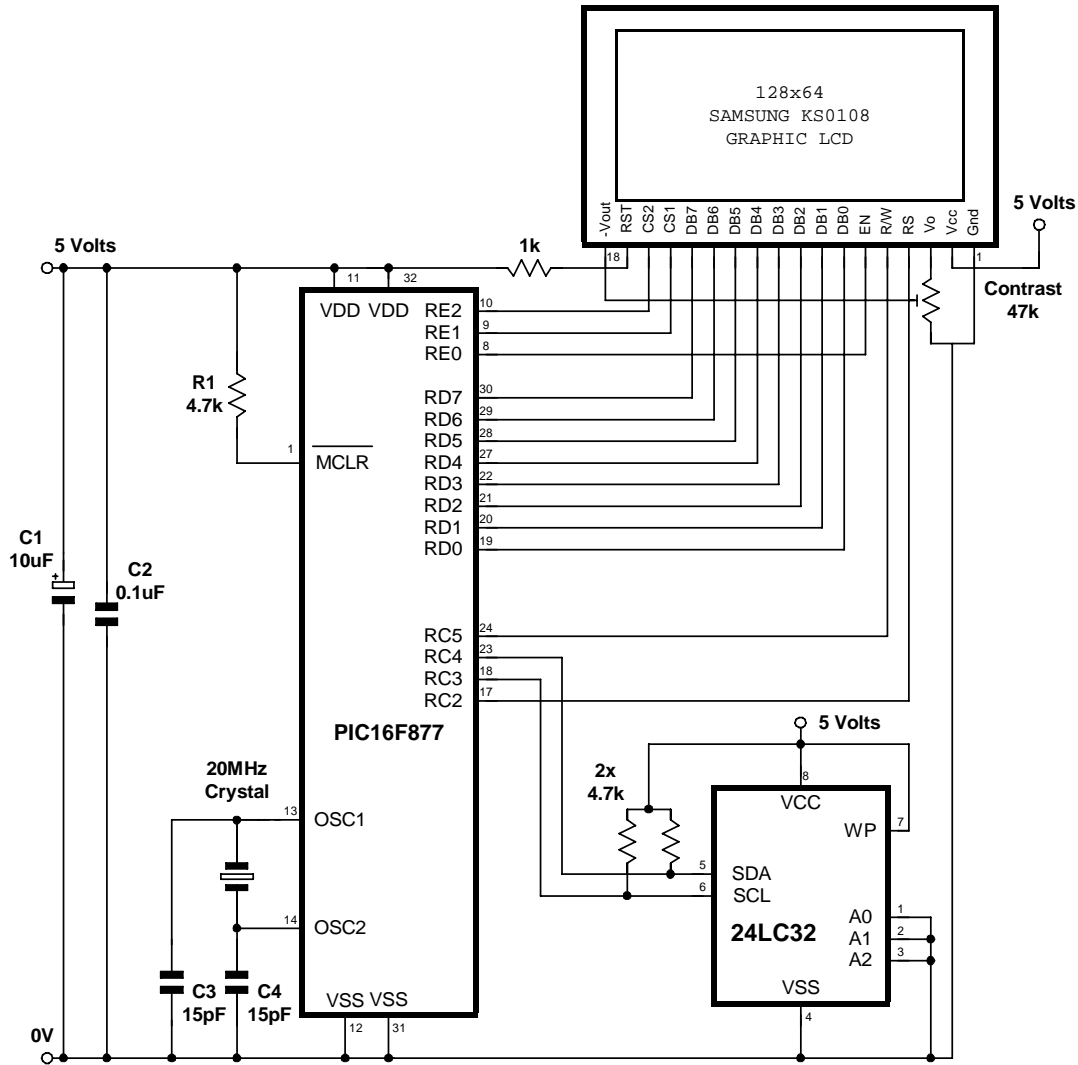 128x64
SAMSUNG KS0108
GRAPHIC LCD
-Vout
RST
CS2
CS1
DB7
DB6
DB5
DB4
DB3
DB2
DB1
DB0
EN
R/W
RS
Vo
Vcc
Gnd
18
1
5 Volts
Contrast
47k
5 Volts
1k
11
32
VDD VDD
RE2 10
RE1 9
RE0 8
R1
4.7k
RD7 30
RD6 29
RD5 28
RD4 27
RD3 22
RD2 21
RD1 20
RD0 19
1
MCLR
C1
10uF
+
C2
0.1uF
RC5 24
RC4 23
RC3 18
RC2 17
PIC16F877
20MHz
Crystal
13 OSC1
14 OSC2
C3
15pF
C4
15pF
VSS VSS
12
31
0V
5 Volts
2x
4.7k
8
VCC
WP 7
5 SDA
6 SCL
24LC32
A0 1
A1 2
A2 3
VSS
4